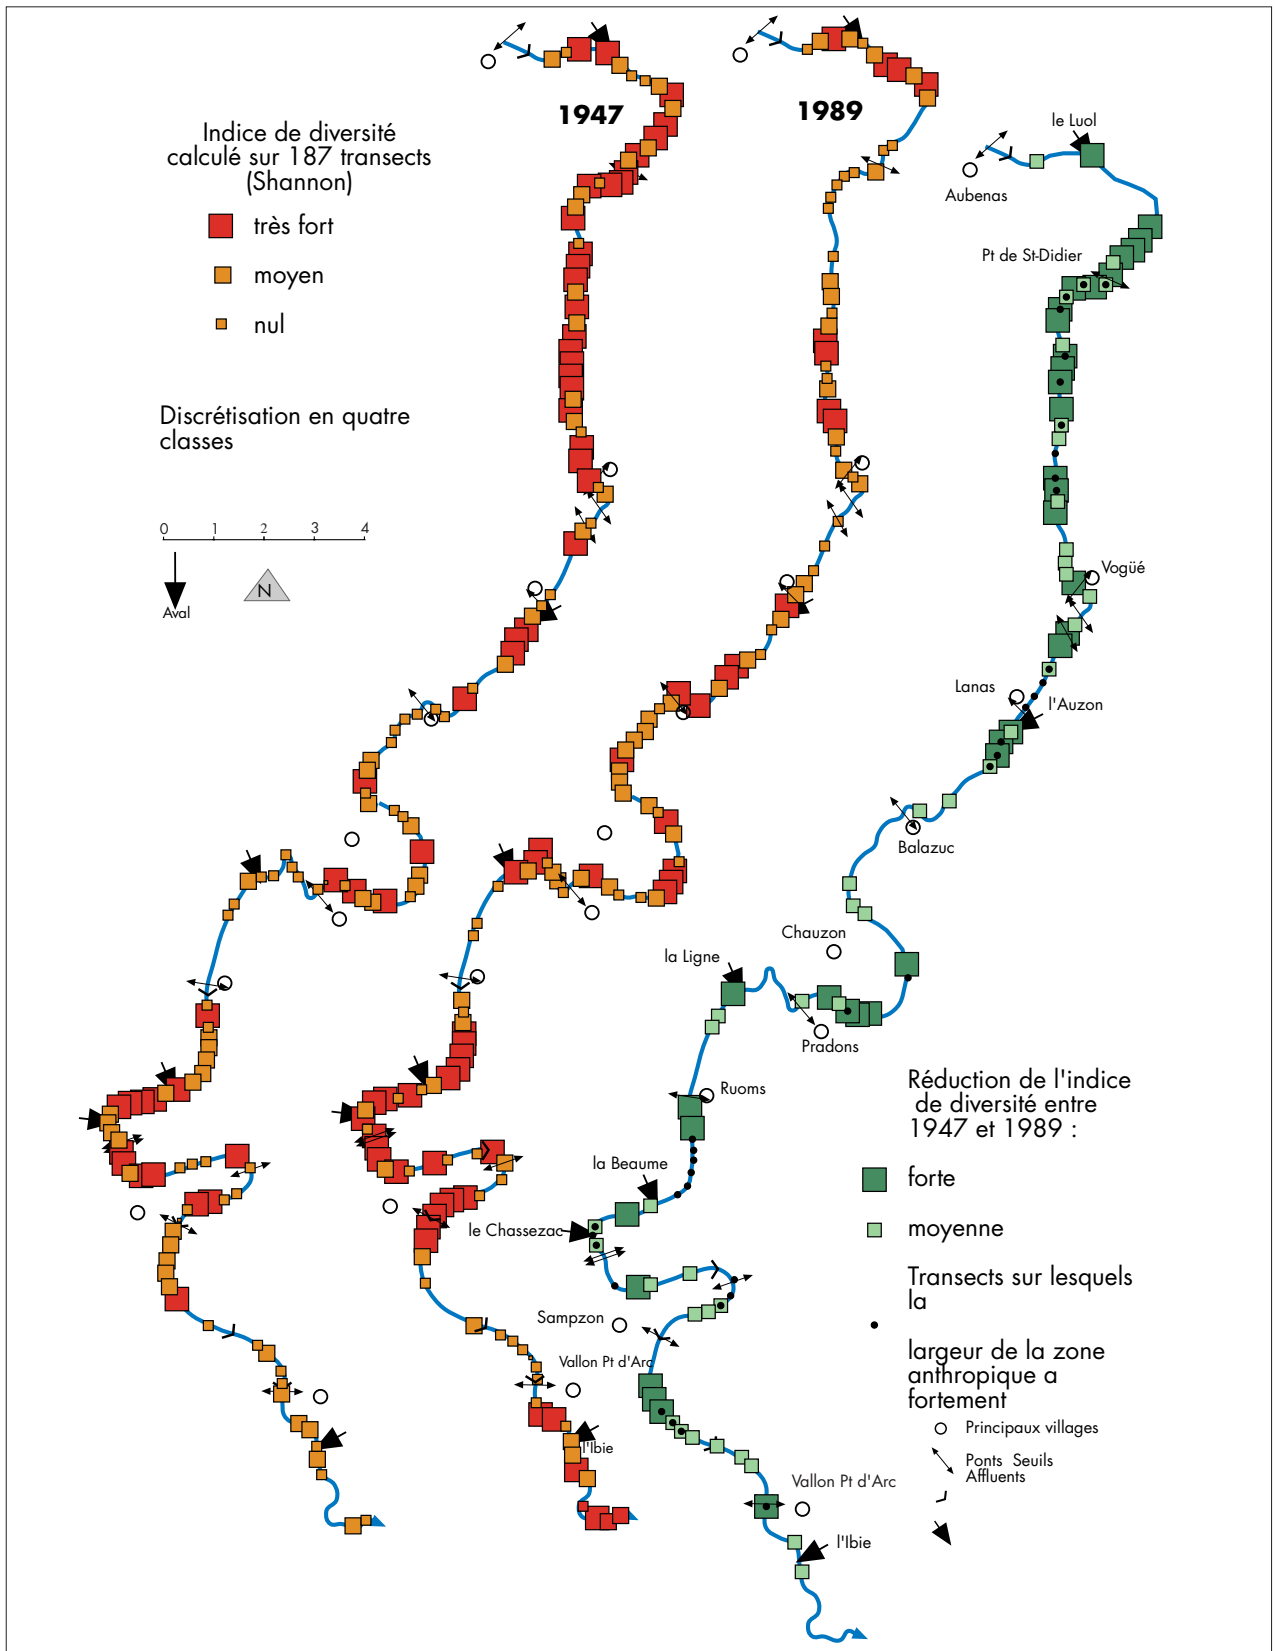 1947
1989
Indice de diversité
calculé sur 187 transects
(Shannon)
très fort
moyen
nul
Discrétisation en quatre
classes
0 1 2 3 4
Aval
N
le Luol
Aubenas
Pt de St-Didier
Vogüé
Lanas
l'Auzon
Balazuc
Chauzon
la Ligne
Pradons
Ruoms
la Beaume
le Chassezac
Sampzon
Vallon Pt d'Arc
l'Ibie
Vallon Pt d'Arc
l'Ibie
Réduction de l'indice
de diversité entre
1947 et 1989 :
forte
moyenne
Transects sur lesquels
la
largeur de la zone
anthropique a
fortement
Principaux villages
Ponts Seuils
Affluents